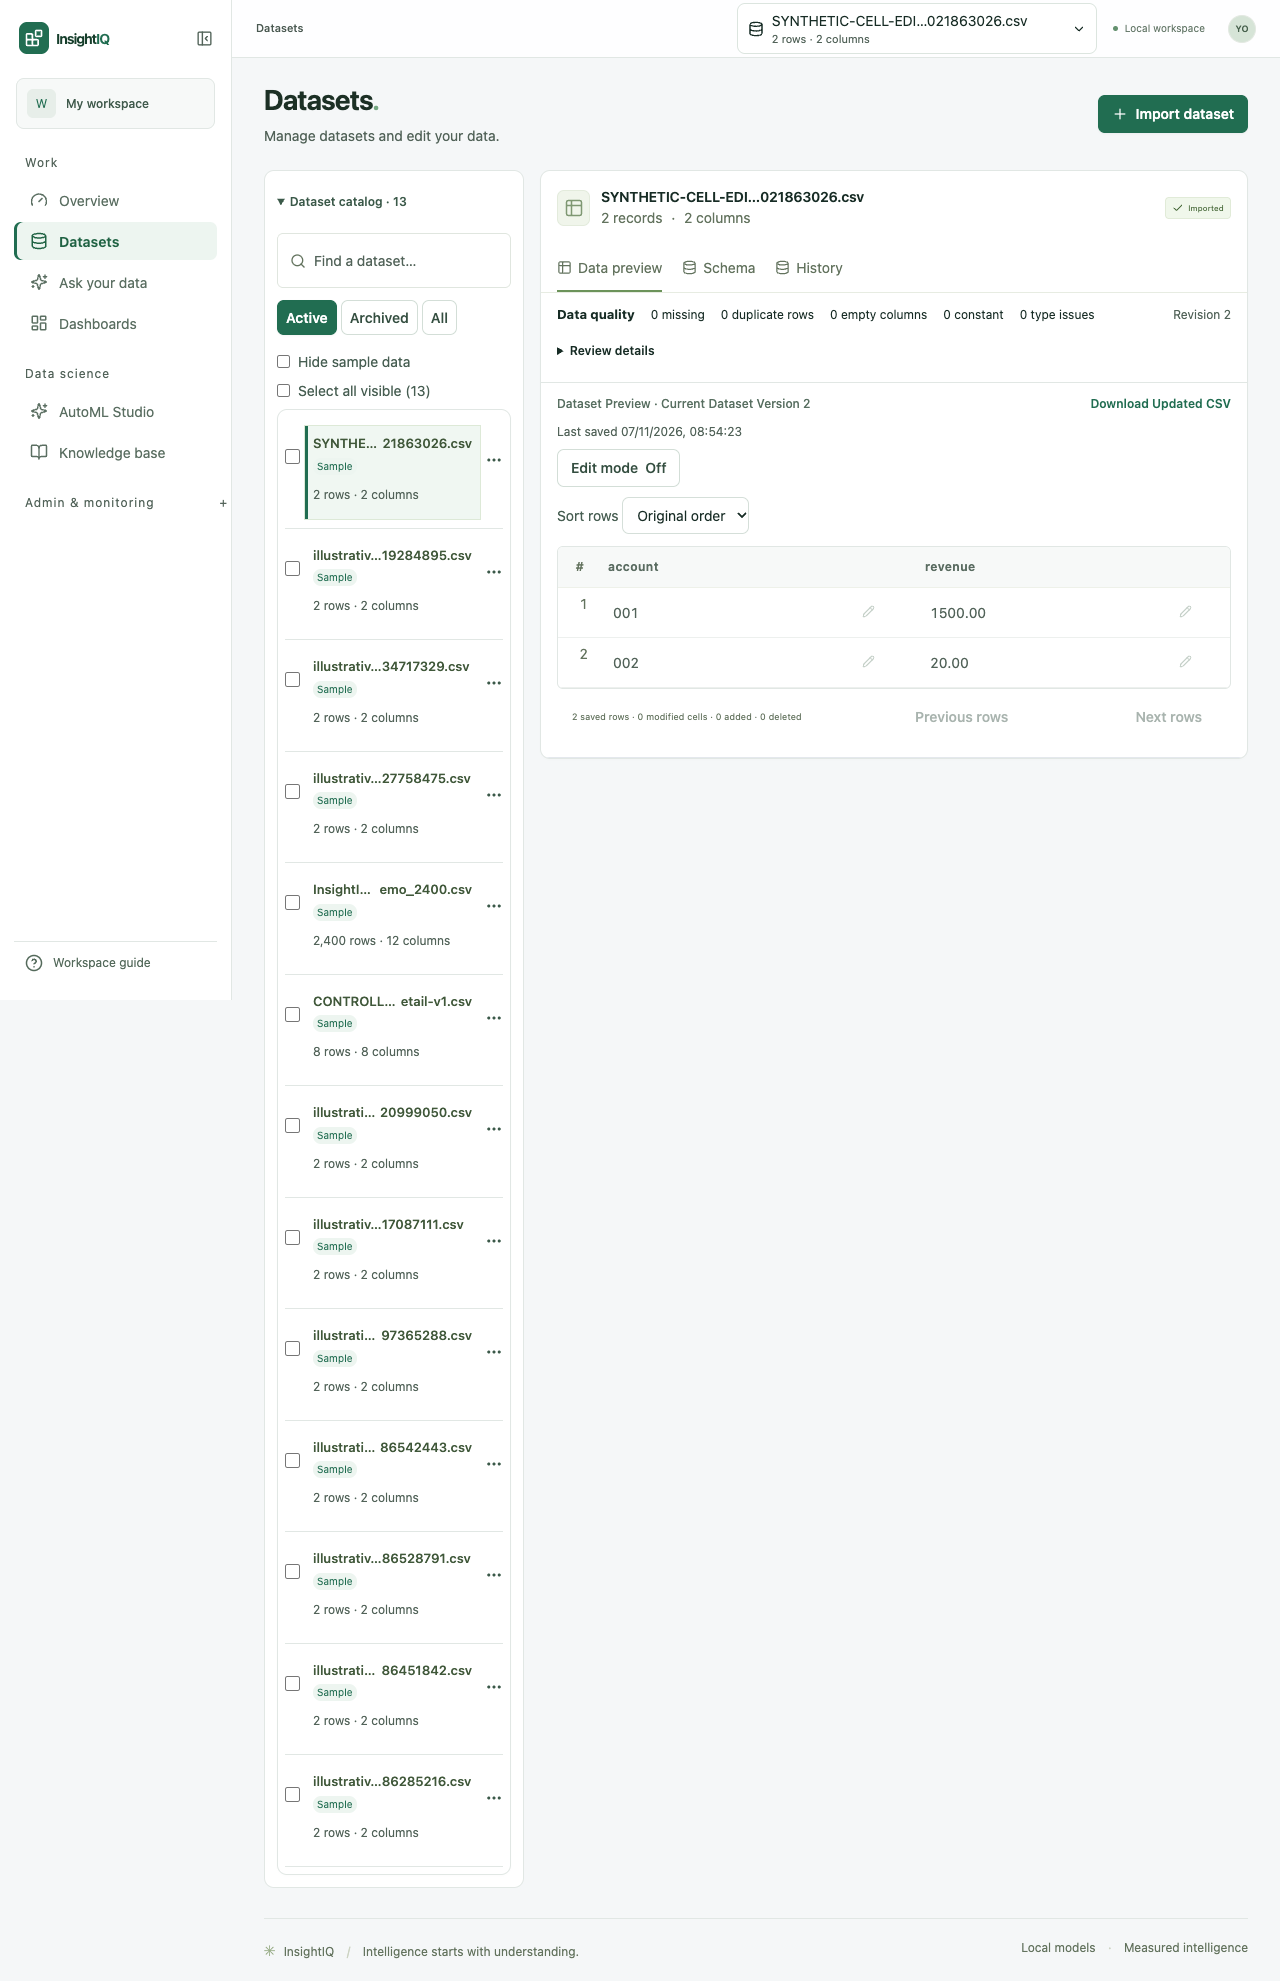 InsightIQ
W My workspace
Work
Overview
Datasets
Ask your data
Dashboards
Data science
AutoML Studio
Knowledge base
Admin & monitoring +
Workspace guide
Datasets
SYNTHETIC-CELL-EDI...021863026.csv
2 rows · 2 columns
Local workspace
YO
Datasets.
Manage datasets and edit your data.
+ Import dataset
Dataset catalog · 13
Find a dataset...
Active Archived All
Hide sample data
Select all visible (13)
SYNTHE... 21863026.csv
Sample
2 rows · 2 columns
illustrativ...19284895.csv
Sample
2 rows · 2 columns
illustrativ...34717329.csv
Sample
2 rows · 2 columns
illustrativ...27758475.csv
Sample
2 rows · 2 columns
InsightI... emo_2400.csv
Sample
2,400 rows · 12 columns
CONTROLL... etail-v1.csv
Sample
8 rows · 8 columns
illustrati... 20999050.csv
Sample
2 rows · 2 columns
illustrativ...17087111.csv
Sample
2 rows · 2 columns
illustrati... 97365288.csv
Sample
2 rows · 2 columns
illustrati... 86542443.csv
Sample
2 rows · 2 columns
illustrativ...86528791.csv
Sample
2 rows · 2 columns
illustrati... 86451842.csv
Sample
2 rows · 2 columns
illustrativ...86285216.csv
Sample
2 rows · 2 columns
SYNTHETIC-CELL-EDI...021863026.csv
2 records · 2 columns
Imported
Data preview Schema History
Data quality 0 missing 0 duplicate rows 0 empty columns 0 constant 0 type issues Revision 2
Review details
Dataset Preview · Current Dataset Version 2 Download Updated CSV
Last saved 07/11/2026, 08:54:23
Edit mode Off
Sort rows Original order
# account revenue
1 001 1500.00
2 002 20.00
2 saved rows · 0 modified cells · 0 added · 0 deleted Previous rows Next rows
InsightIQ / Intelligence starts with understanding. Local models · Measured intelligence